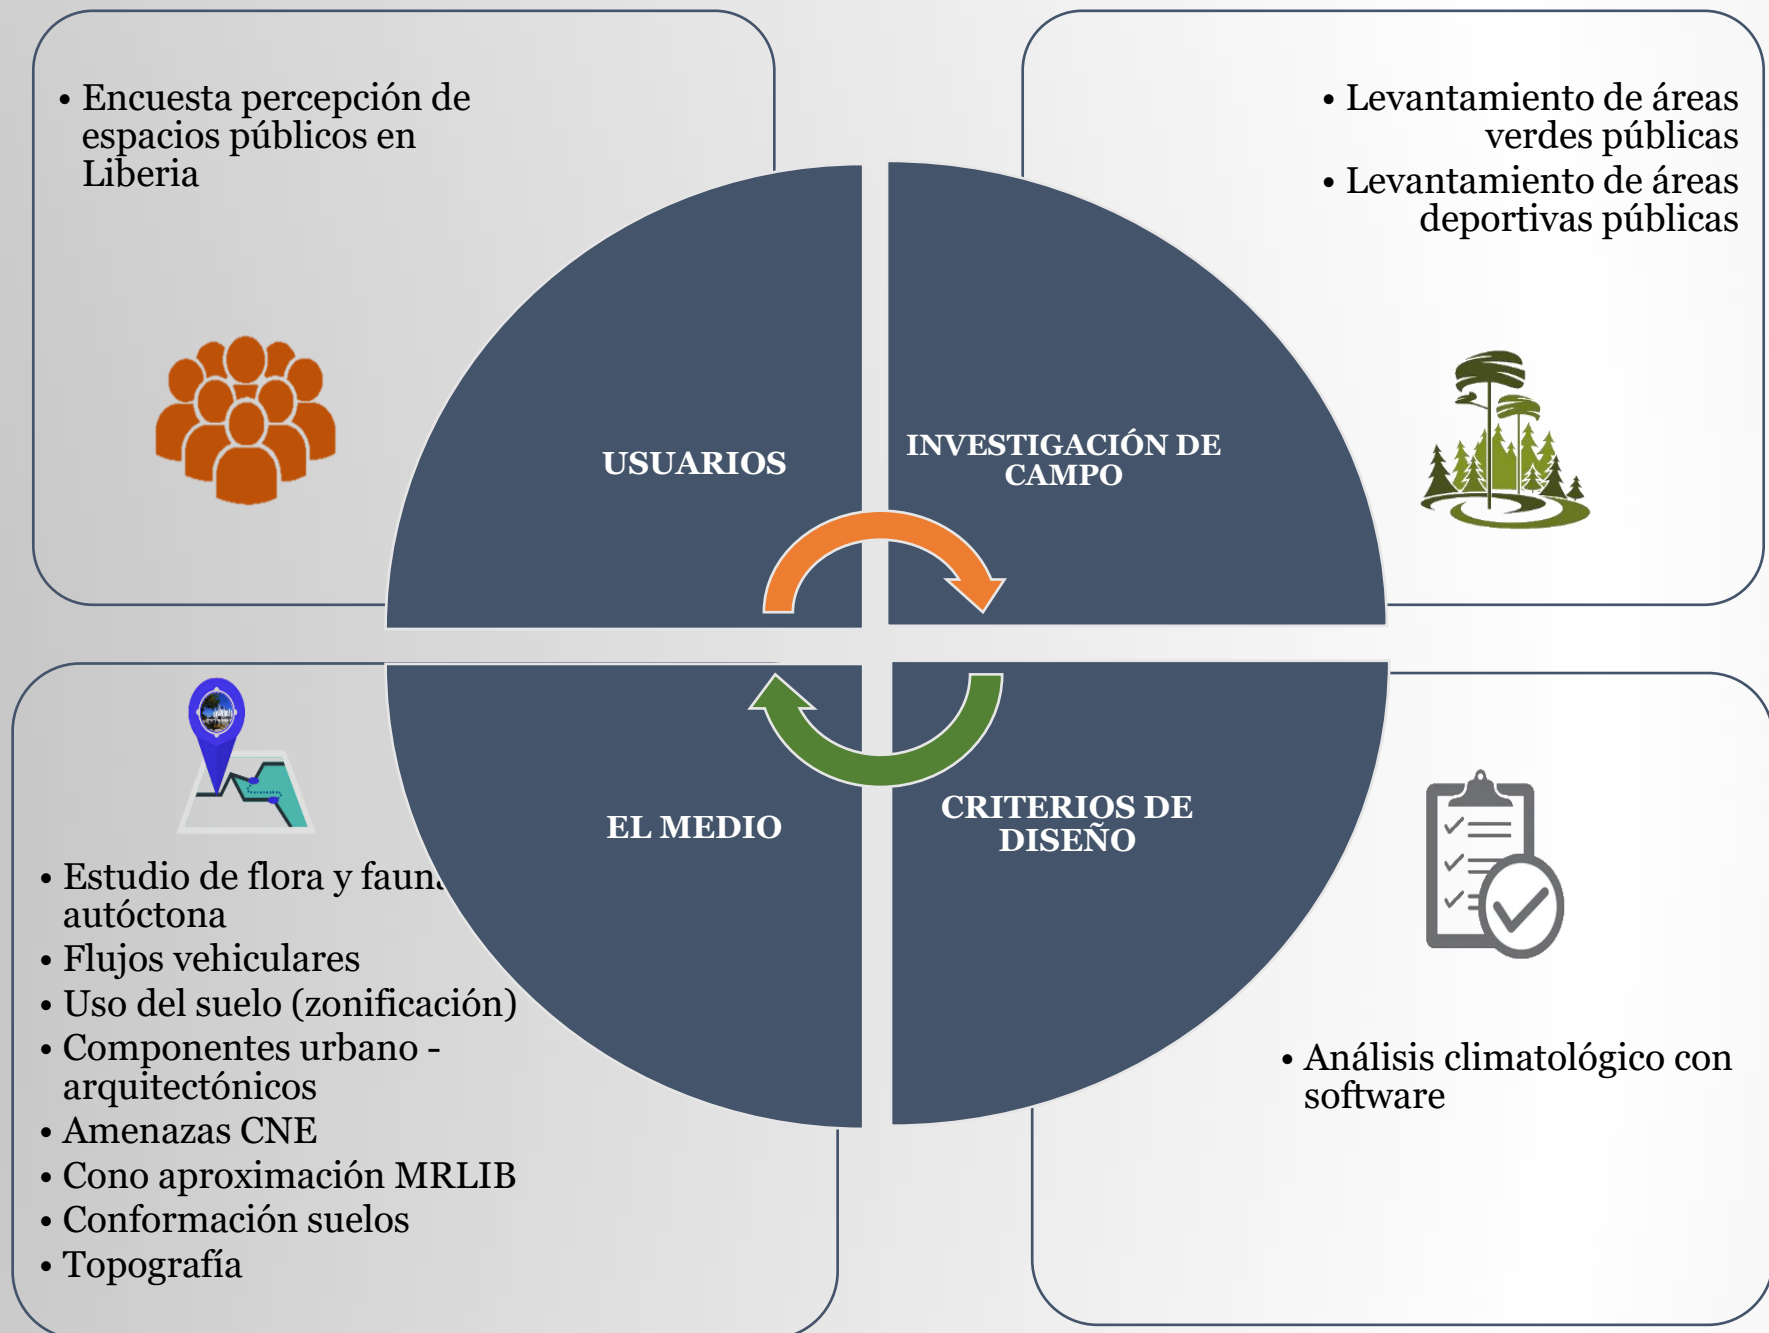 • Encuesta percepción de
espacios públicos en
Liberia
• Levantamiento de áreas
verdes públicas
• Levantamiento de áreas
deportivas públicas
USUARIOS
INVESTIGACIÓN DE
CAMPO
EL MEDIO
CRITERIOS DE
DISEÑO
• Estudio de flora y fauna
autóctona
• Flujos vehiculares
• Uso del suelo (zonificación)
• Componentes urbano -
arquitectónicos
• Amenazas CNE
• Cono aproximación MRLIB
• Conformación suelos
• Topografía
• Análisis climatológico con
software